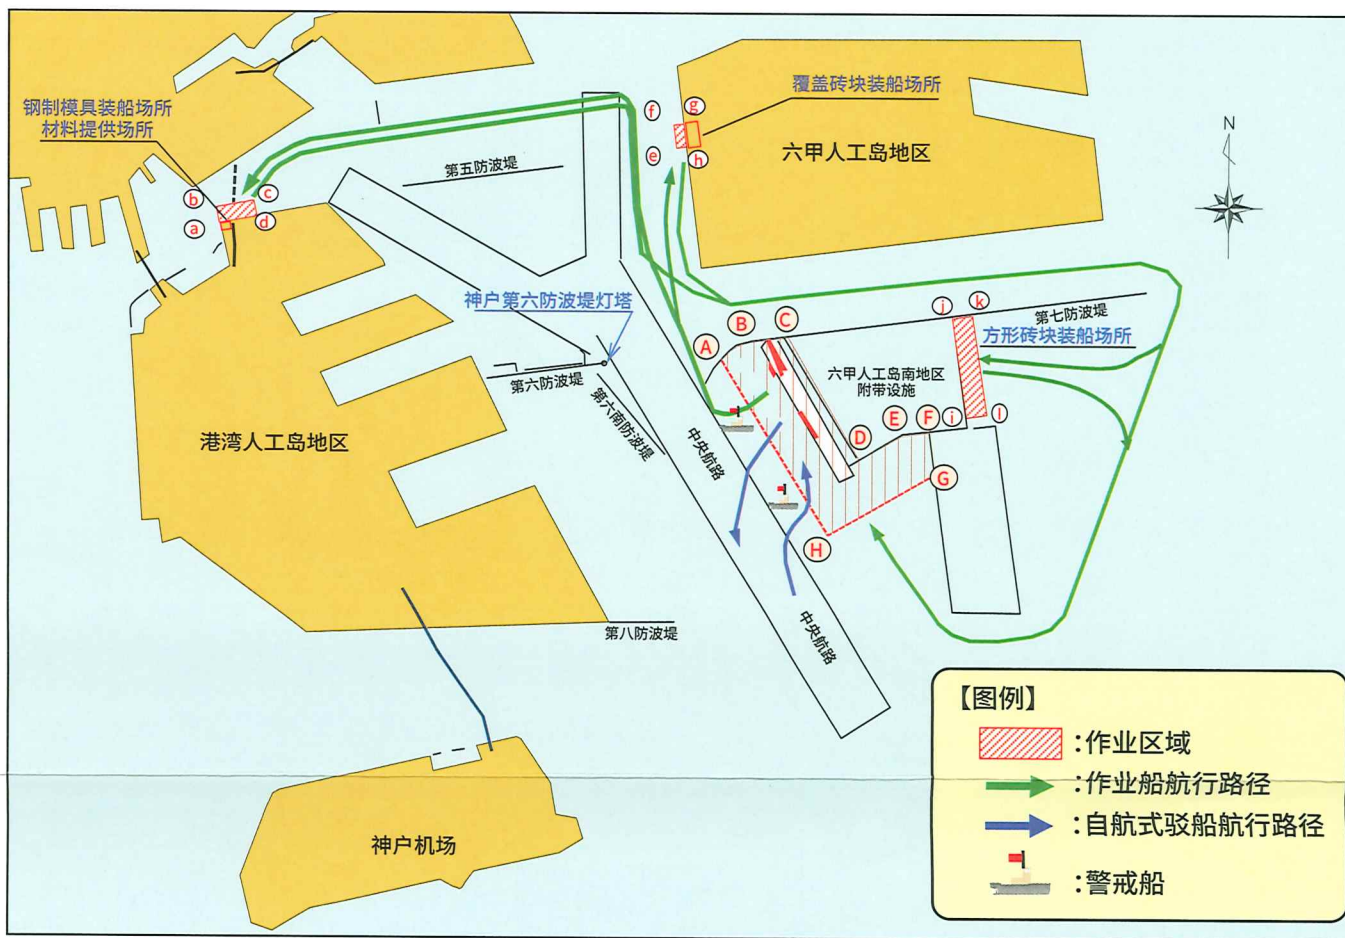 钢制模具装船场所
材料提供场所
覆盖砖块装船场所
六甲人工岛地区
N
f
g
e
h
第五防波堤
b
c
a
d
神户第六防波堤灯塔
第六防波堤
第六南防波堤
港湾人工岛地区
中央航路
中央航路
第八防波堤
神户机场
A
B
C
D
E
F
G
H
i
j
k
l
第七防波堤
方形砖块装船场所
六甲人工岛南地区
附带设施
【图例】
:作业区域
:作业船航行路径
:自航式驳船航行路径
:警戒船